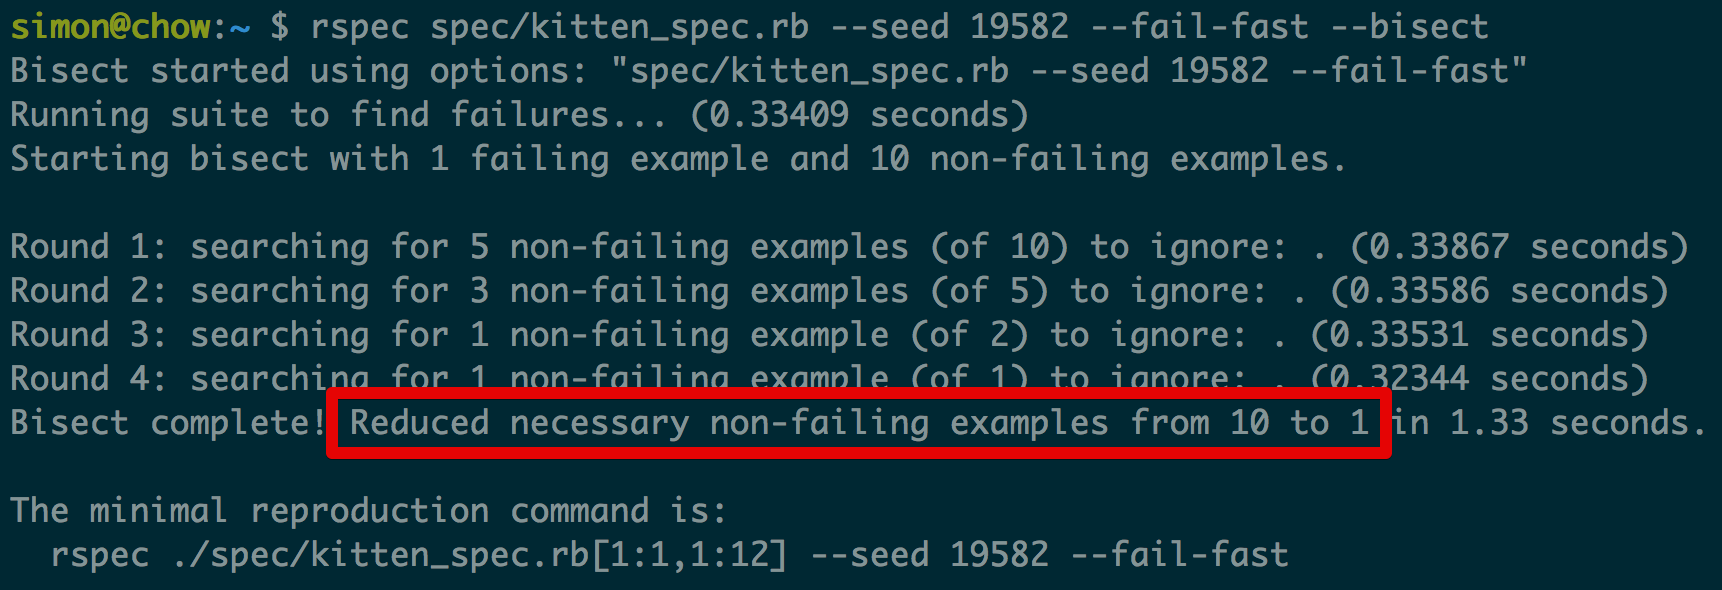 simon@chow:~ $ rspec spec/kitten_spec.rb --seed 19582 --fail-fast --bisect
Bisect started using options: "spec/kitten_spec.rb --seed 19582 --fail-fast"
Running suite to find failures... (0.33409 seconds)
Starting bisect with 1 failing example and 10 non-failing examples.
Round 1: searching for 5 non-failing examples (of 10) to ignore: . (0.33867 seconds)
Round 2: searching for 3 non-failing examples (of 5) to ignore: . (0.33586 seconds)
Round 3: searching for 1 non-failing example (of 2) to ignore: . (0.33531 seconds)
Round 4: searching for 1 non-failing example (of 1) to ignore: . (0.32344 seconds)
Bisect complete! Reduced necessary non-failing examples from 10 to 1 in 1.33 seconds.
The minimal reproduction command is:
  rspec ./spec/kitten_spec.rb[1:1,1:12] --seed 19582 --fail-fast